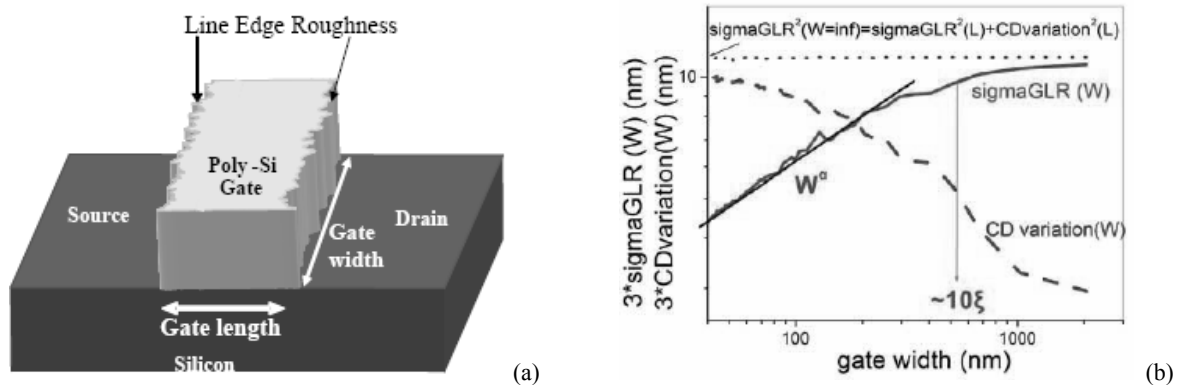 Line Edge Roughness
Poly -Si
Gate
Source
Drain
Gate
width
Gate length
Silicon
(a)
sigmaGLR²(W=inf)=sigmaGLR²(L)+CDvariation²(L)
10
sigmaGLR (W)
W^α
CD variation(W)
~10ξ
3*sigmaGLR (W) (nm)
3*CDvariation(W) (nm)
100
1000
gate width (nm)
(b)